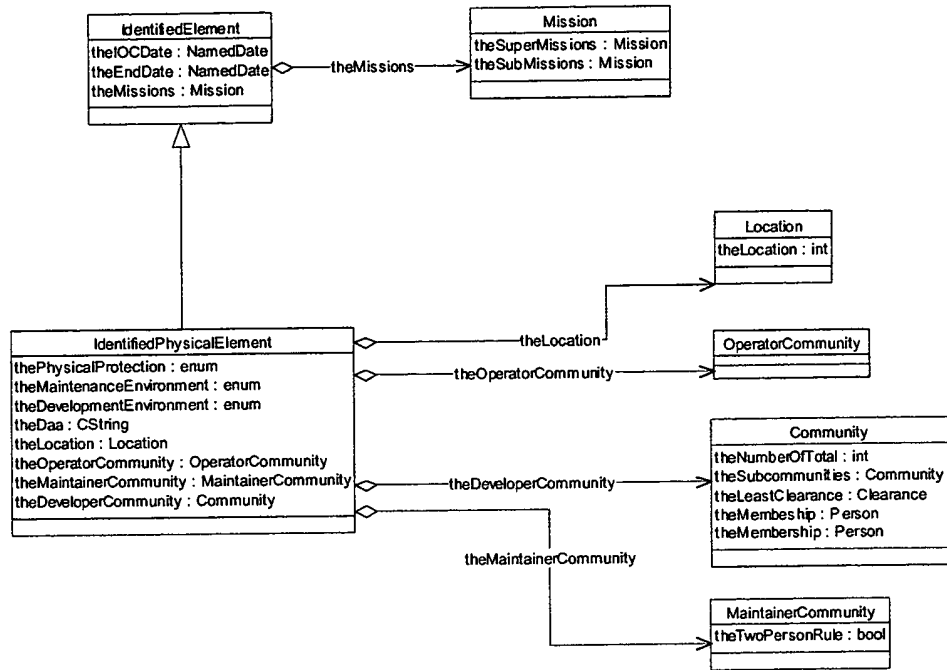 IdentifiedElement
theIOCDate : NamedDate
theEndDate : NamedDate
theMissions : Mission
theMissions
Mission
theSuperMissions : Mission
theSubMissions : Mission
Location
theLocation : int
theLocation
IdentifiedPhysicalElement
thePhysicalProtection : enum
theMaintenanceEnvironment : enum
theDevelopmentEnvironment : enum
theDaa : CString
theLocation : Location
theOperatorCommunity : OperatorCommunity
theMaintainerCommunity : MaintainerCommunity
theDeveloperCommunity : Community
theOperatorCommunity
OperatorCommunity
theDeveloperCommunity
Community
theNumberOfTotal : int
theSubcommunities : Community
theLeastClearance : Clearance
theMembeship : Person
theMembership : Person
theMaintainerCommunity
MaintainerCommunity
theTwoPersonRule : bool